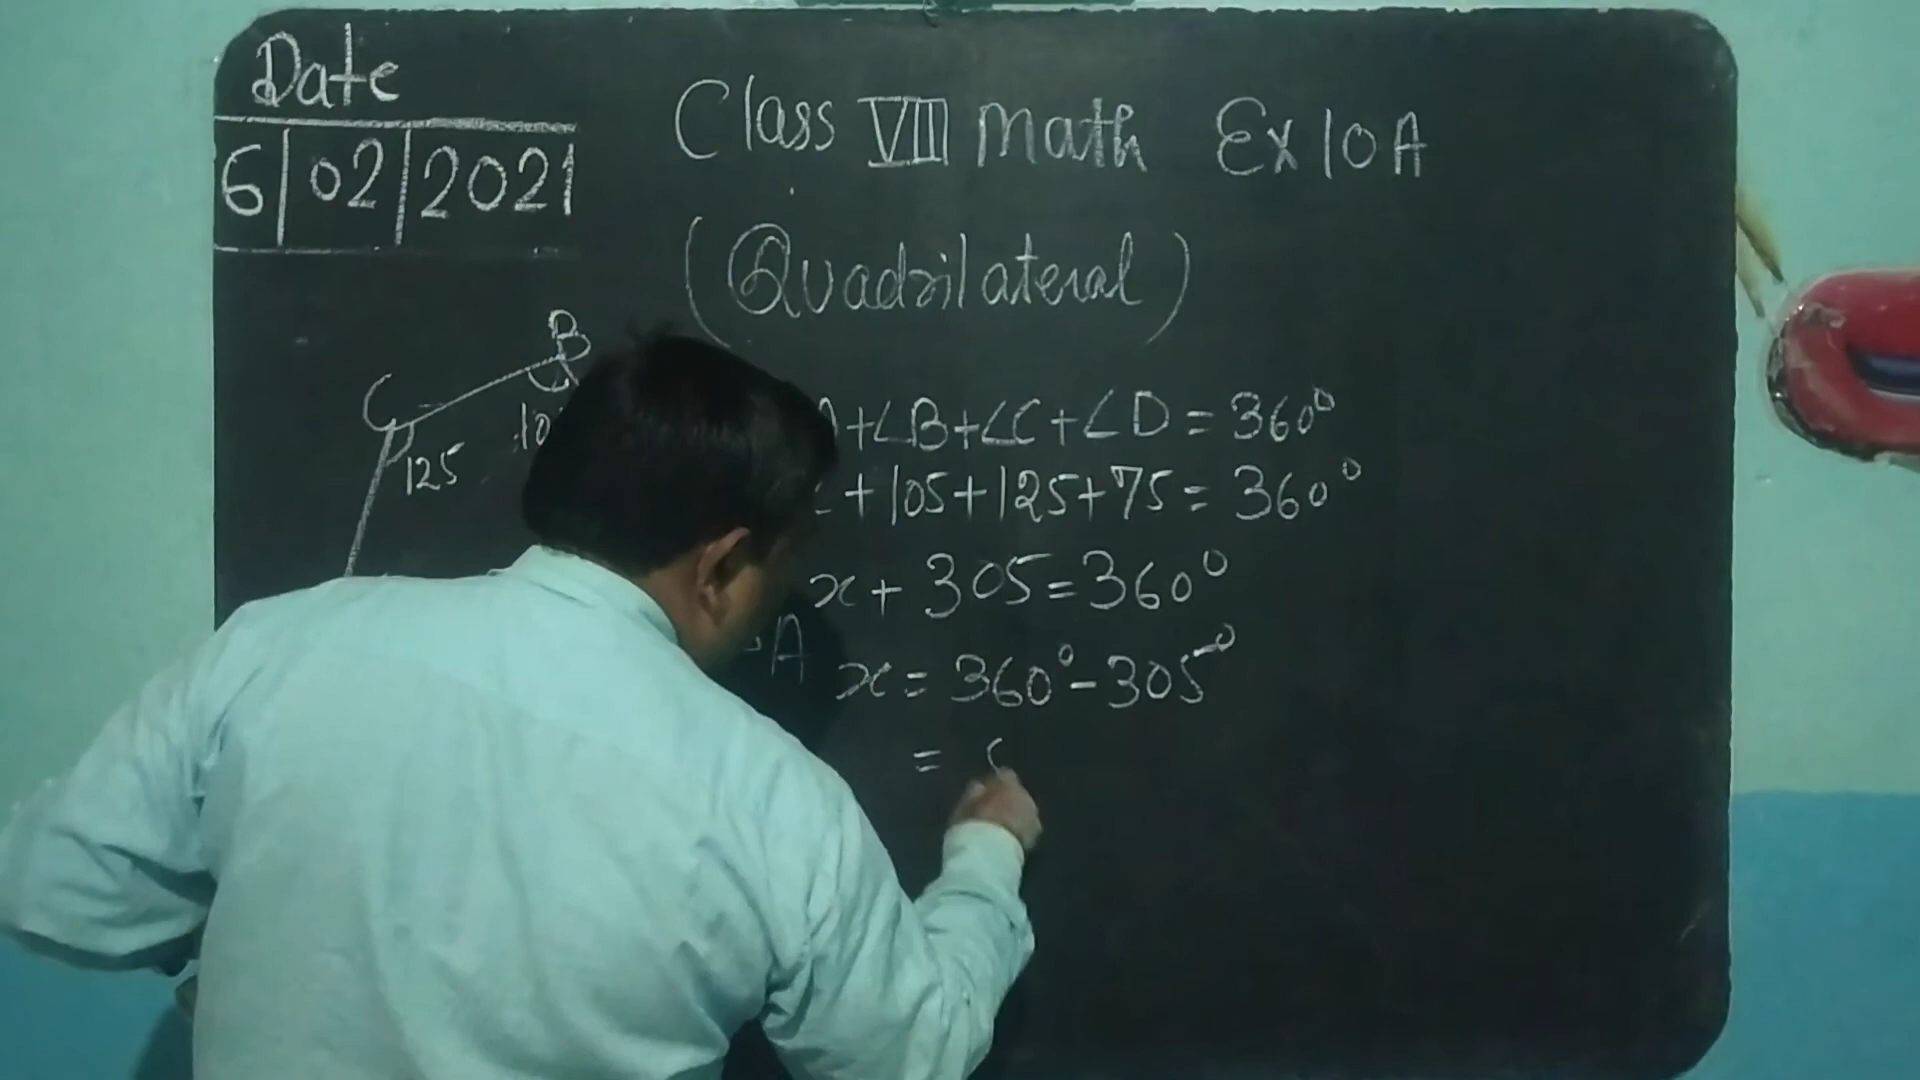 Date
6|02|2021
Class VIII Math Ex 10A
(Quadrilateral)
B
C
125
+∠B+∠C+∠D=360°
+105+125+75=360°
x+305=360°
A
x=360°-305°
=